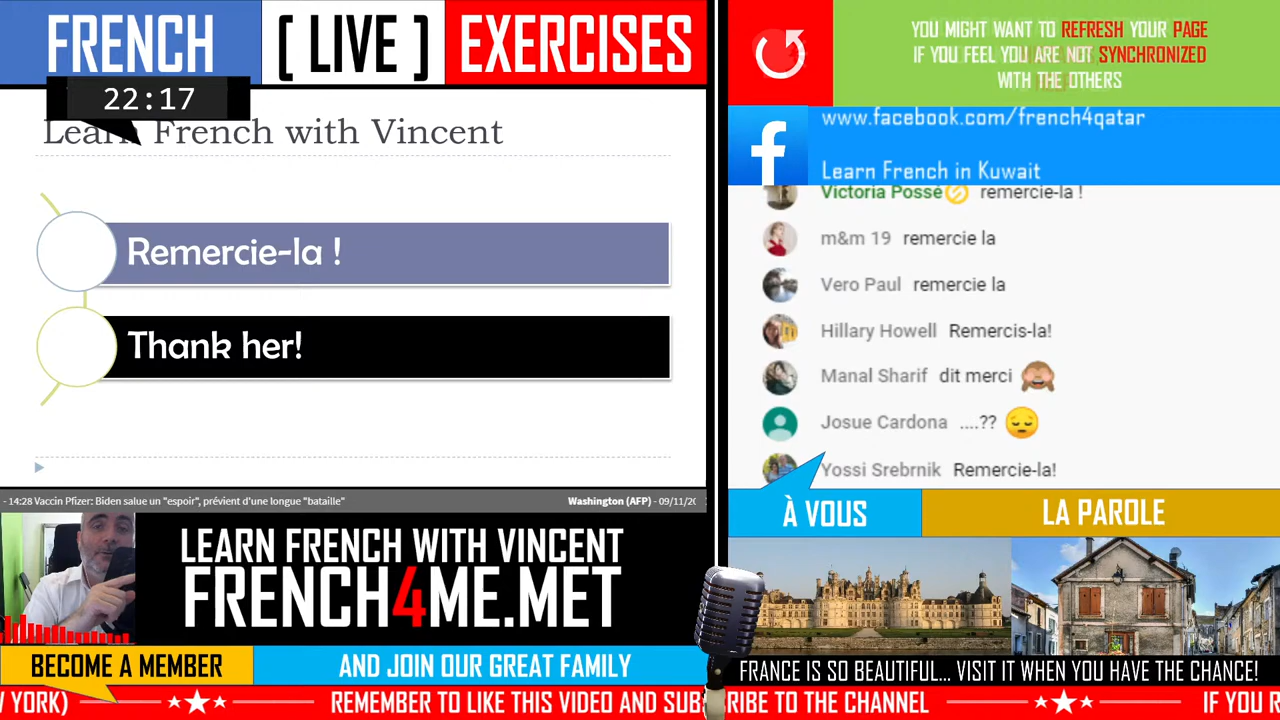 FRENCH [ LIVE ] EXERCISES
22:17
Learn French with Vincent
Remercie-la !
Thank her!
- 14:28 Vaccin Pfizer: Biden salue un "espoir", prévient d'une longue "bataille" Washington (AFP) - 09/11/20
LEARN FRENCH WITH VINCENT
FRENCH4ME.MET
BECOME A MEMBER AND JOIN OUR GREAT FAMILY
YOU MIGHT WANT TO REFRESH YOUR PAGE
IF YOU FEEL YOU ARE NOT SYNCHRONIZED
WITH THE OTHERS
www.facebook.com/french4qatar
Learn French in Kuwait
Victoria Possé remercie-la !
m&m 19 remercie la
Vero Paul remercie la
Hillary Howell Remercis-la!
Manal Sharif dit merci
Josue Cardona ....??
Yossi Srebrnik Remercie-la!
À VOUS LA PAROLE
FRANCE IS SO BEAUTIFUL... VISIT IT WHEN YOU HAVE THE CHANCE!
W YORK) REMEMBER TO LIKE THIS VIDEO AND SUB RIBE TO THE CHANNEL IF YOU R